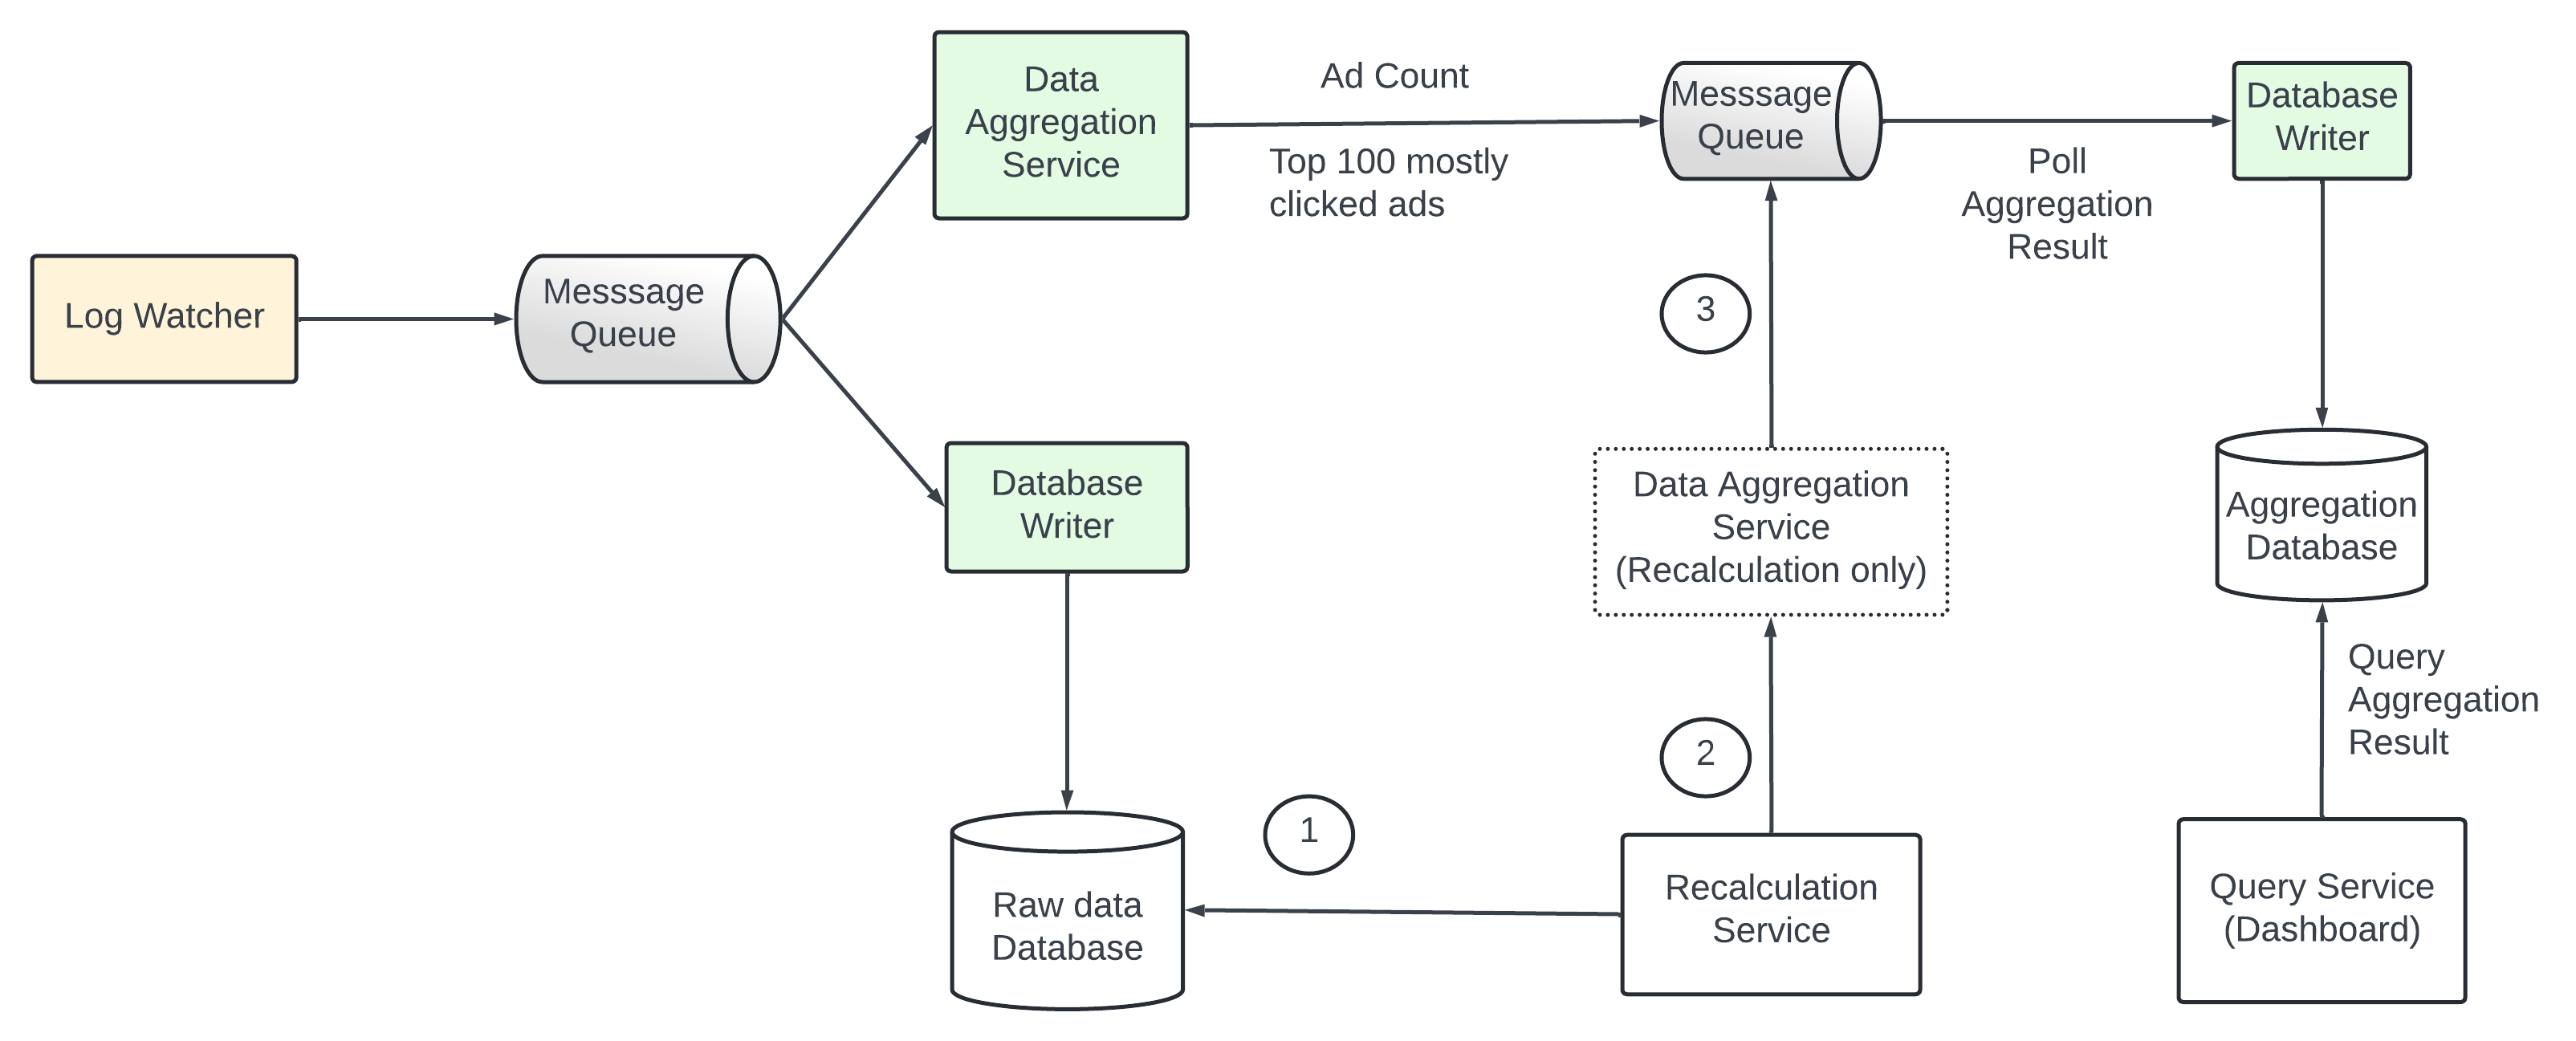 Data
Aggregation
Service
Ad Count
Top 100 mostly
clicked ads
Messsage
Queue
Poll
Aggregation
Result
Database
Writer
Log Watcher
Messsage
Queue
3
Database
Writer
Data Aggregation
Service
(Recalculation only)
Aggregation
Database
Query
Aggregation
Result
2
1
Raw data
Database
Recalculation
Service
Query Service
(Dashboard)